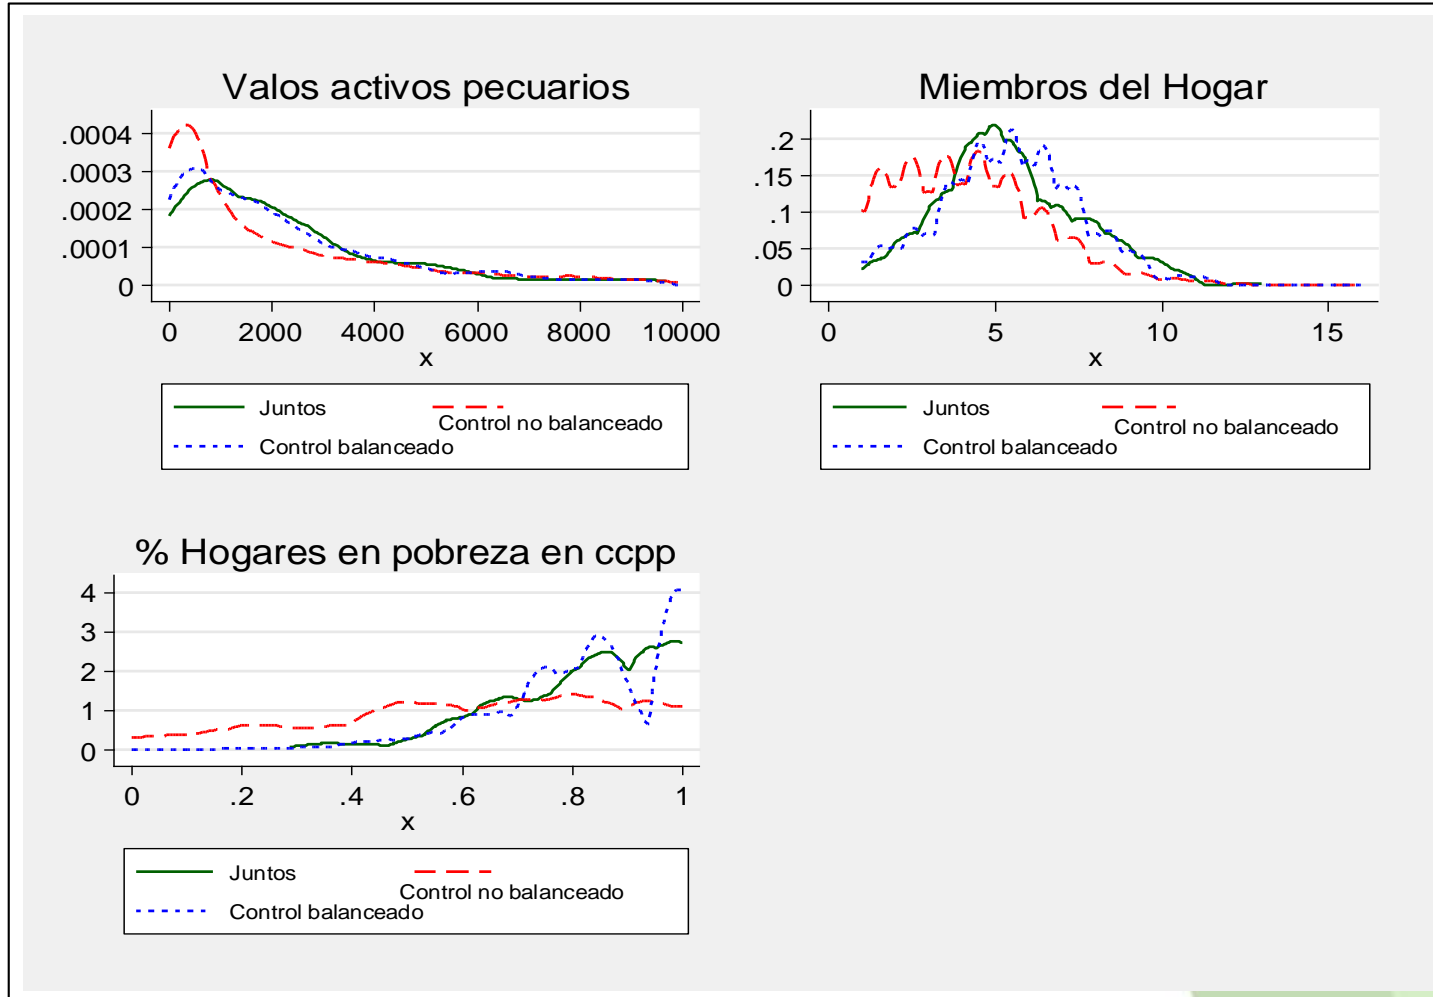 Valos activos pecuarios
.0004
.0003
.0002
.0001
0
0 2000 4000 6000 8000 10000
x
Juntos
Control no balanceado
Control balanceado
Miembros del Hogar
.2
.15
.1
.05
0
0 5 10 15
x
Juntos
Control no balanceado
Control balanceado
% Hogares en pobreza en ccpp
4
3
2
1
0
0 .2 .4 .6 .8 1
x
Juntos
Control no balanceado
Control balanceado